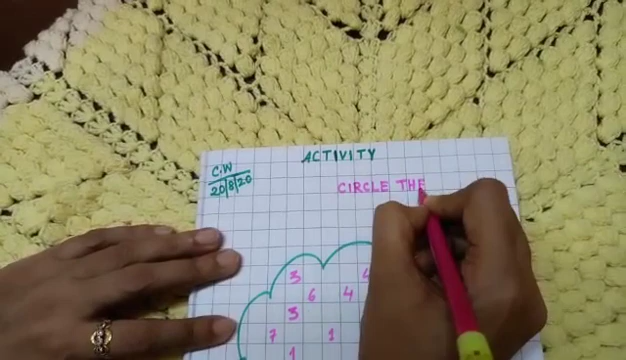 ACTIVITY
C.W
20/8/20
CIRCLE THE
3
6 4
3
7 1
1